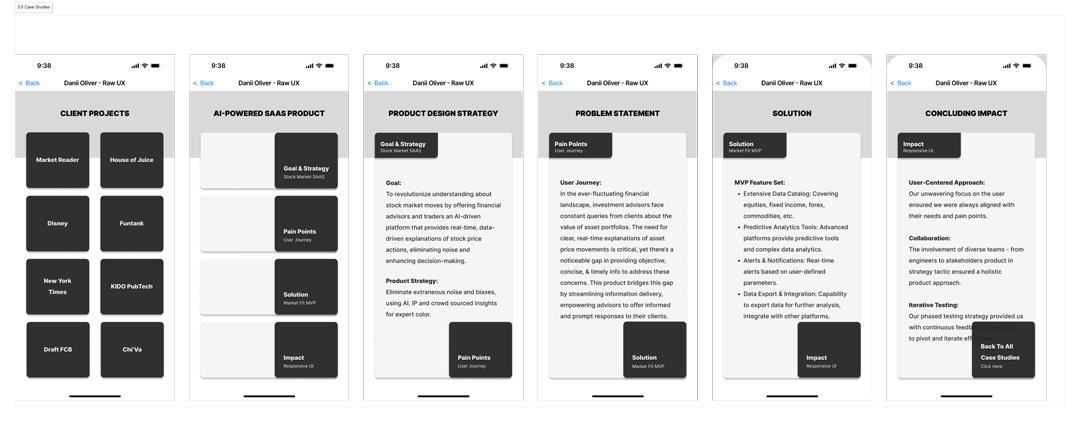 3.0 Case Studies
9:38
< Back
Danii Oliver - Raw UX
CLIENT PROJECTS
Market Reader
House of Juice
Disney
Funtank
New York
Times
KIDO PubTech
Draft FCB
Chi'Va
9:38
< Back
Danii Oliver - Raw UX
AI-POWERED SAAS PRODUCT
Goal & Strategy
Stock Market SAAS
Pain Points
User Journey
Solution
Market Fit MVP
Impact
Responsive UI
9:38
< Back
Danii Oliver - Raw UX
PRODUCT DESIGN STRATEGY
Goal & Strategy
Stock Market SAAS
Goal:
To revolutionize understanding about
stock market moves by offering financial
advisors and traders an AI-driven
platform that provides real-time, data-
driven explanations of stock price
actions, eliminating noise and
enhancing decision-making.
Product Strategy:
Eliminate extraneous noise and biases,
using AI, IP and crowd sourced insights
for expert color.
Pain Points
User Journey
9:38
< Back
Danii Oliver - Raw UX
PROBLEM STATEMENT
Pain Points
User Journey
User Journey:
In the ever-fluctuating financial
landscape, investment advisors face
constant queries from clients about the
value of asset portfolios. The need for
clear, real-time explanations of asset
price movements is critical, yet there's a
noticeable gap in providing objective,
concise, & timely info to address these
concerns. This product bridges this gap
by streamlining information delivery,
empowering advisors to offer informed
and prompt responses to their clients.
Solution
Market Fit MVP
9:38
< Back
Danii Oliver - Raw UX
SOLUTION
Solution
Market Fit MVP
MVP Feature Set:
• Extensive Data Catalog: Covering
equities, fixed income, forex,
commodities, etc.
• Predictive Analytics Tools: Advanced
platforms provide predictive tools
and complex data analytics.
• Alerts & Notifications: Real-time
alerts based on user-defined
parameters.
• Data Export & Integration: Capability
to export data for further analysis,
integrate with other platforms.
Impact
Responsive UI
9:38
< Back
Danii Oliver - Raw UX
CONCLUDING IMPACT
Impact
Responsive UI
User-Centered Approach:
Our unwavering focus on the user
ensured we were always aligned with
their needs and pain points.
Collaboration:
The involvement of diverse teams - from
engineers to stakeholders product in
strategy tactic ensured a holistic
product approach.
Iterative Testing:
Our phased testing strategy provided us
with continuous
to pivot and iterate
Back To All
Case Studies
Click Here